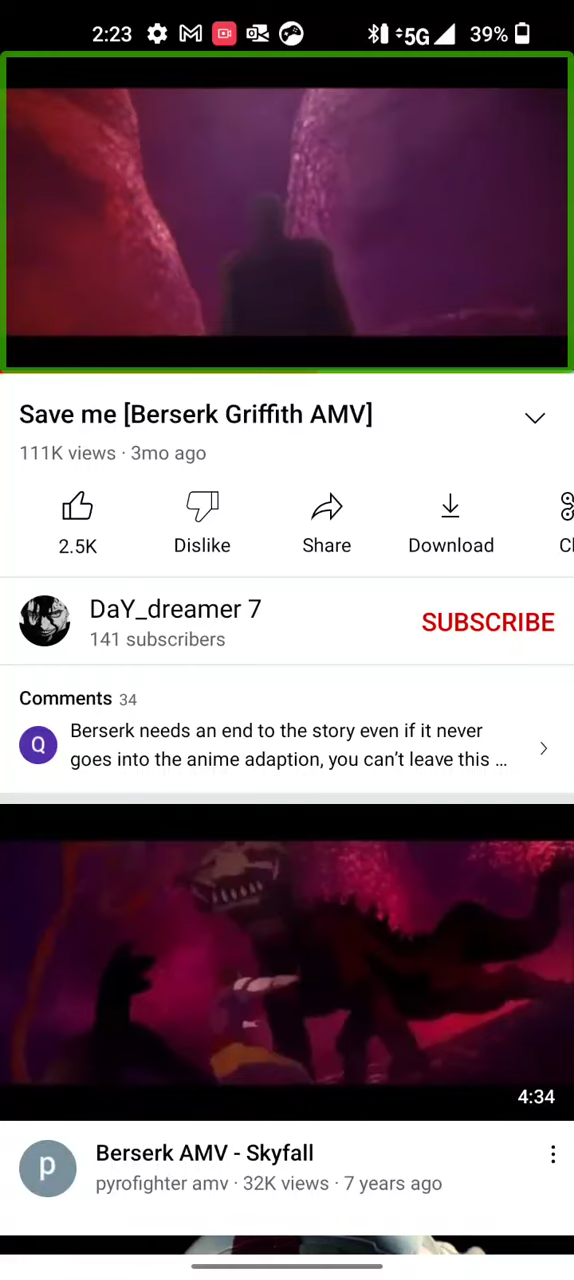 2:23 5G 39%
Save me [Berserk Griffith AMV]
111K views · 3mo ago
2.5K Dislike Share Download
DaY_dreamer 7
141 subscribers
SUBSCRIBE
Comments 34
Q
Berserk needs an end to the story even if it never
goes into the anime adaption, you can't leave this ...
4:34
p
Berserk AMV - Skyfall
pyrofighter amv · 32K views · 7 years ago